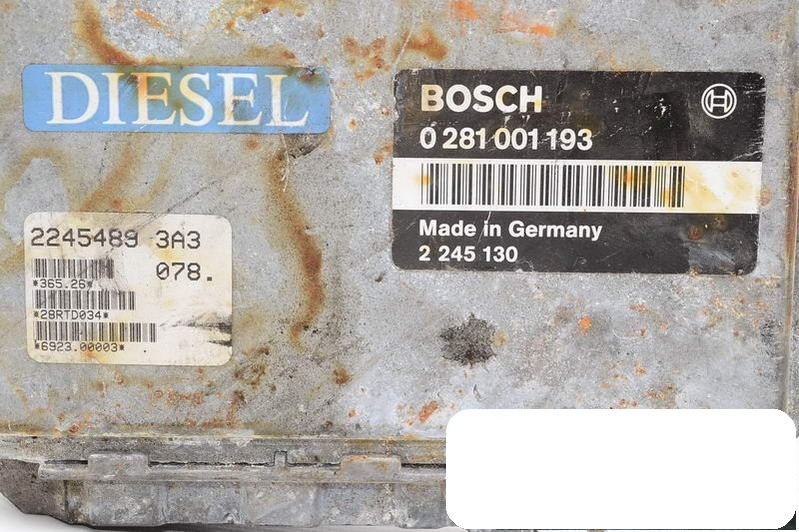 DIESEL
BOSCH
0 281 001 193
Made in Germany
2 245 130
2245489 3A3
078.
*365.26*
*28RTD034*
*6923.00003*